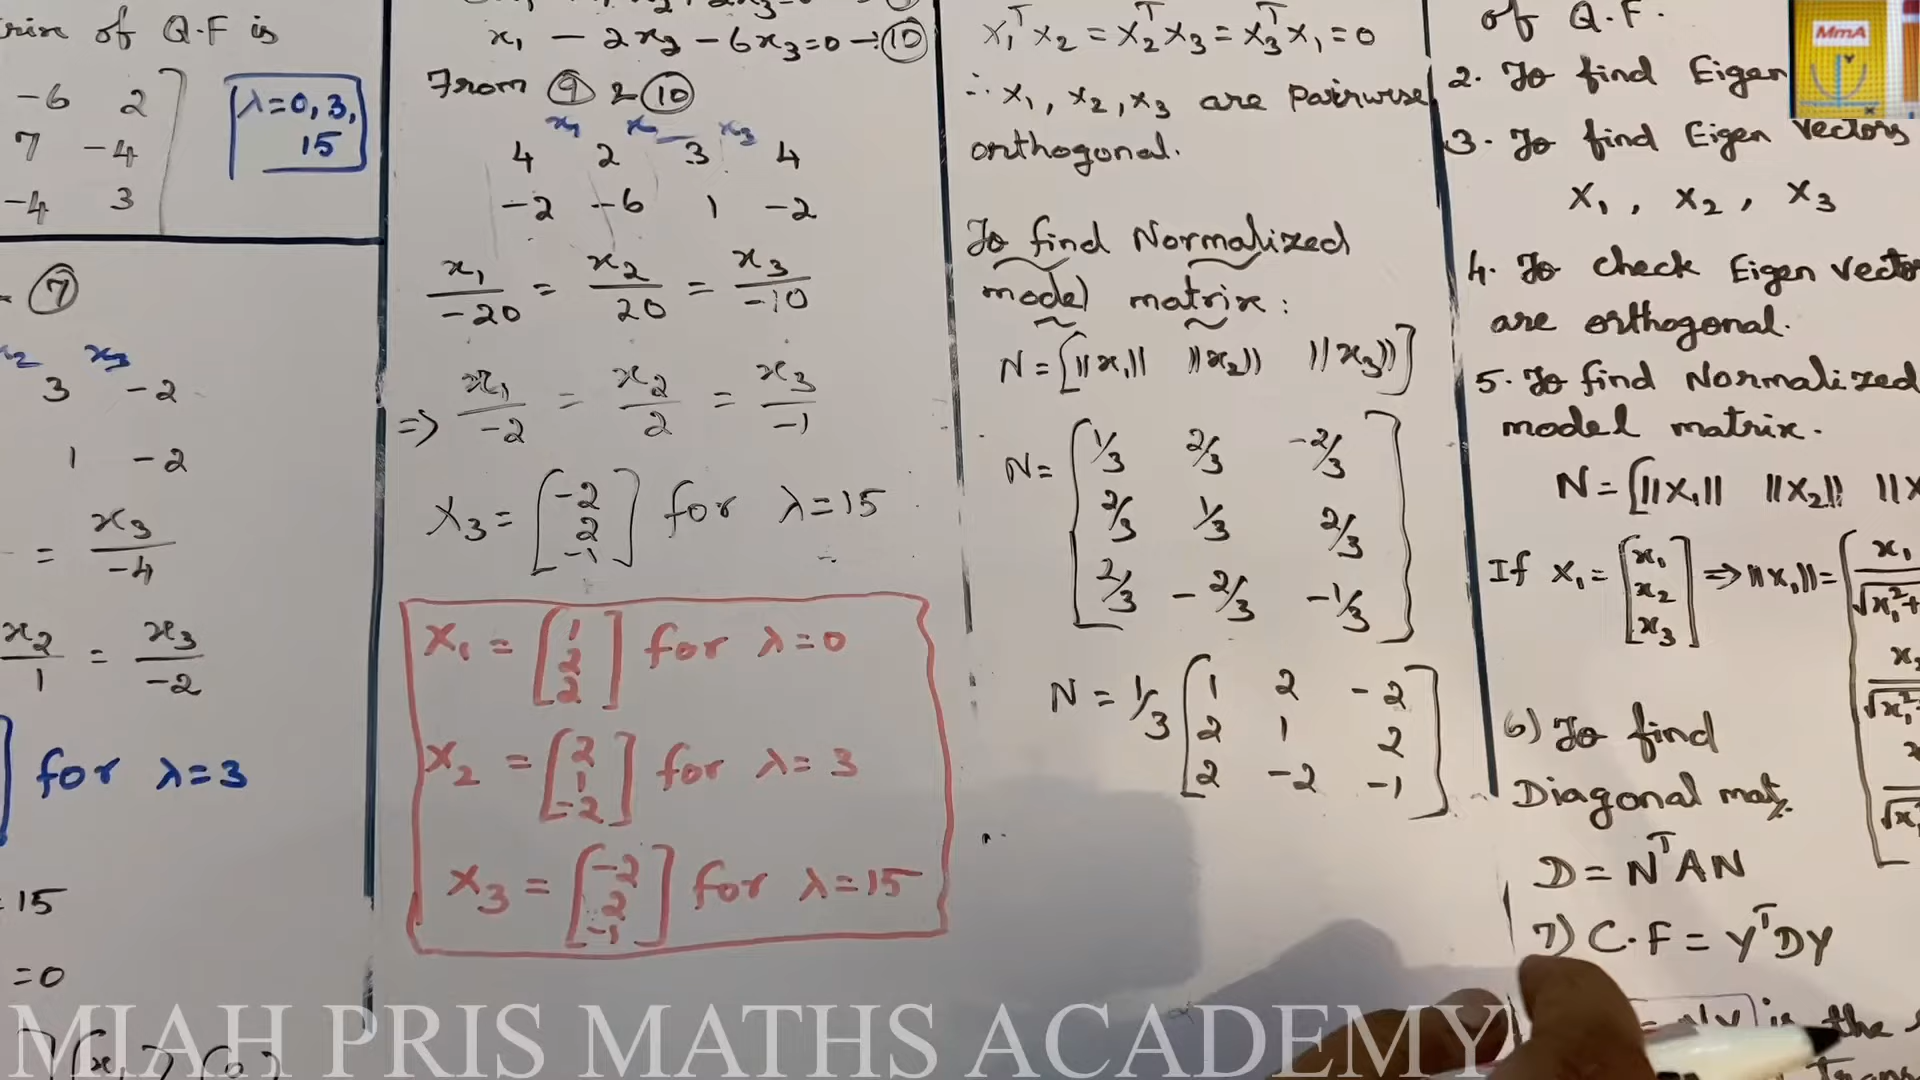 of Q.F is
-6 2
7 -4
-4 3
λ=0, 3,
15
⑦
x₃
3 -2
1 -2
= x₃/-4
x₂/1 = x₃/-2
for λ=3
15
=0
x₁ - 2x₂ - 6x₃=0 → ⑩
From ⑨ & ⑩
x₁ x₂ x₃
4 2 3 4
-2 -6 1 -2
x₁/-20 = x₂/20 = x₃/-10
⇒ x₁/-2 = x₂/2 = x₃/-1
X₃ = [-2 2 -1] for λ=15
X₁ = [1 2 2] for λ=0
X₂ = [2 1 -2] for λ=3
X₃ = [-2 2 -1] for λ=15
X₁ᵀX₂ = X₂ᵀX₃ = X₃ᵀX₁ = 0
∴ X₁, X₂, X₃ are Pairwise
orthogonal.
To find Normalized
model matrix:
N = [||x₁|| ||x₂|| ||x₃||]
N = [1/3 2/3 -2/3
2/3 1/3 2/3
2/3 -2/3 -1/3]
N = 1/3 [1 2 -2
2 1 2
2 -2 -1]
of Q.F.
2. To find Eigen
3. To find Eigen Vectors
X₁, X₂, X₃
4. To check Eigen Vector
are orthogonal.
5. To find Normalized
model matrix.
N = [||X₁|| ||X₂|| ||X
If X₁ = [x₁ x₂ x₃] ⇒ ||x₁|| = [x₁/√x₁²+
6) To find
Diagonal mat
D = NᵀAN
7) C.F = YᵀDY
is the
MmA
MIAH PRIS MATHS ACADEMY